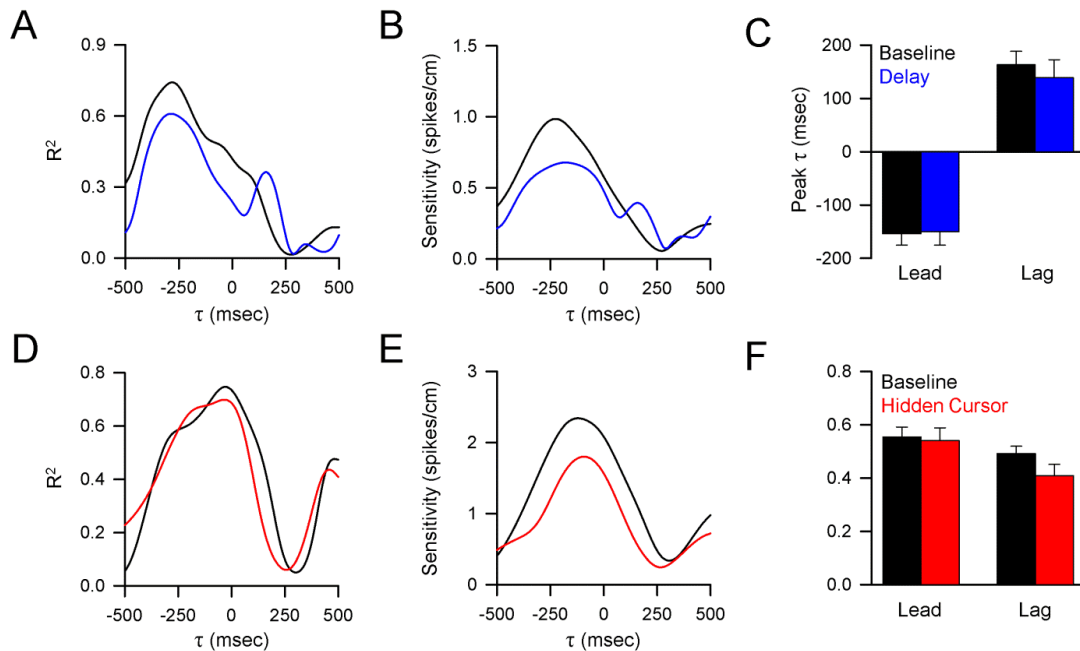 A
0.9
0.6
0.3
0.0
R²
-500 -250 0 250 500
τ (msec)
B
1.5
1.0
0.5
0.0
Sensitivity (spikes/cm)
-500 -250 0 250 500
τ (msec)
C
200
100
0
-100
-200
Peak τ (msec)
Baseline
Delay
Lead Lag
D
0.8
0.6
0.4
0.2
0.0
R²
-500 -250 0 250 500
τ (msec)
E
3
2
1
0
Sensitivity (spikes/cm)
-500 -250 0 250 500
τ (msec)
F
0.8
0.6
0.4
0.2
0.0
Baseline
Hidden Cursor
Lead Lag